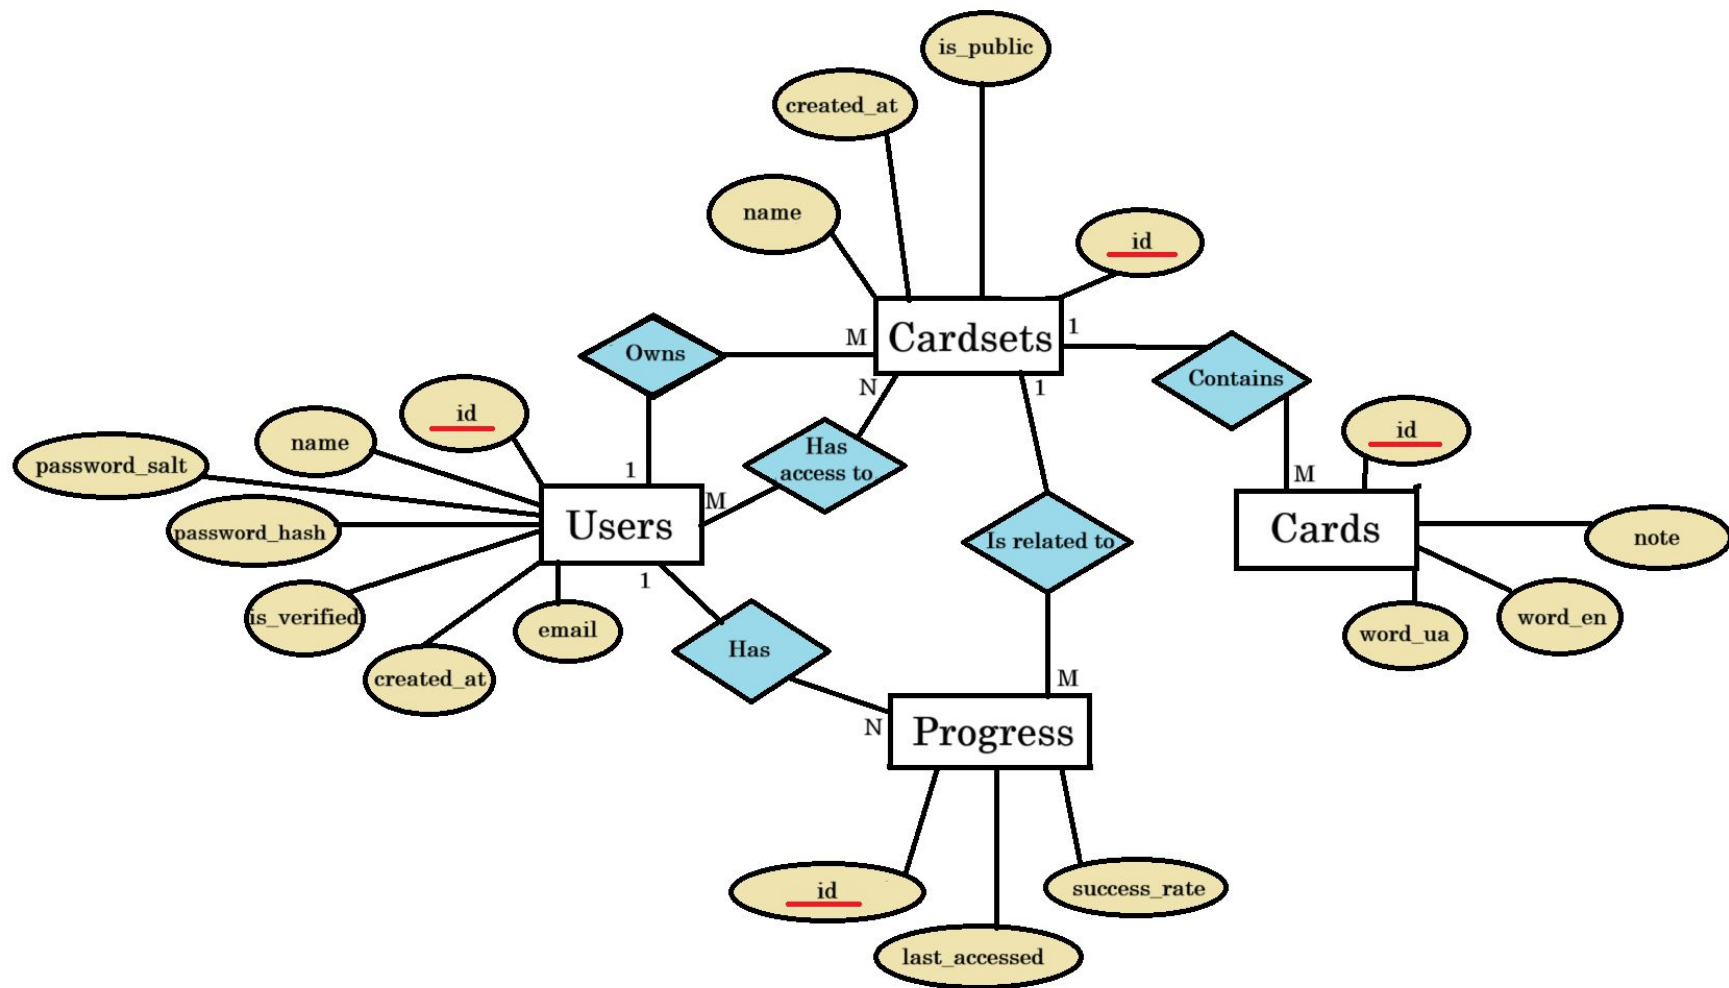 is_public
created_at
name
id
M
Cardsets
1
Owns
N
1
Contains
id
name
id
Has
access to
M
password_salt
1
M
Users
Cards
password_hash
Is related to
note
1
is_verified
email
word_ua
word_en
Has
created_at
M
N
Progress
id
success_rate
last_accessed